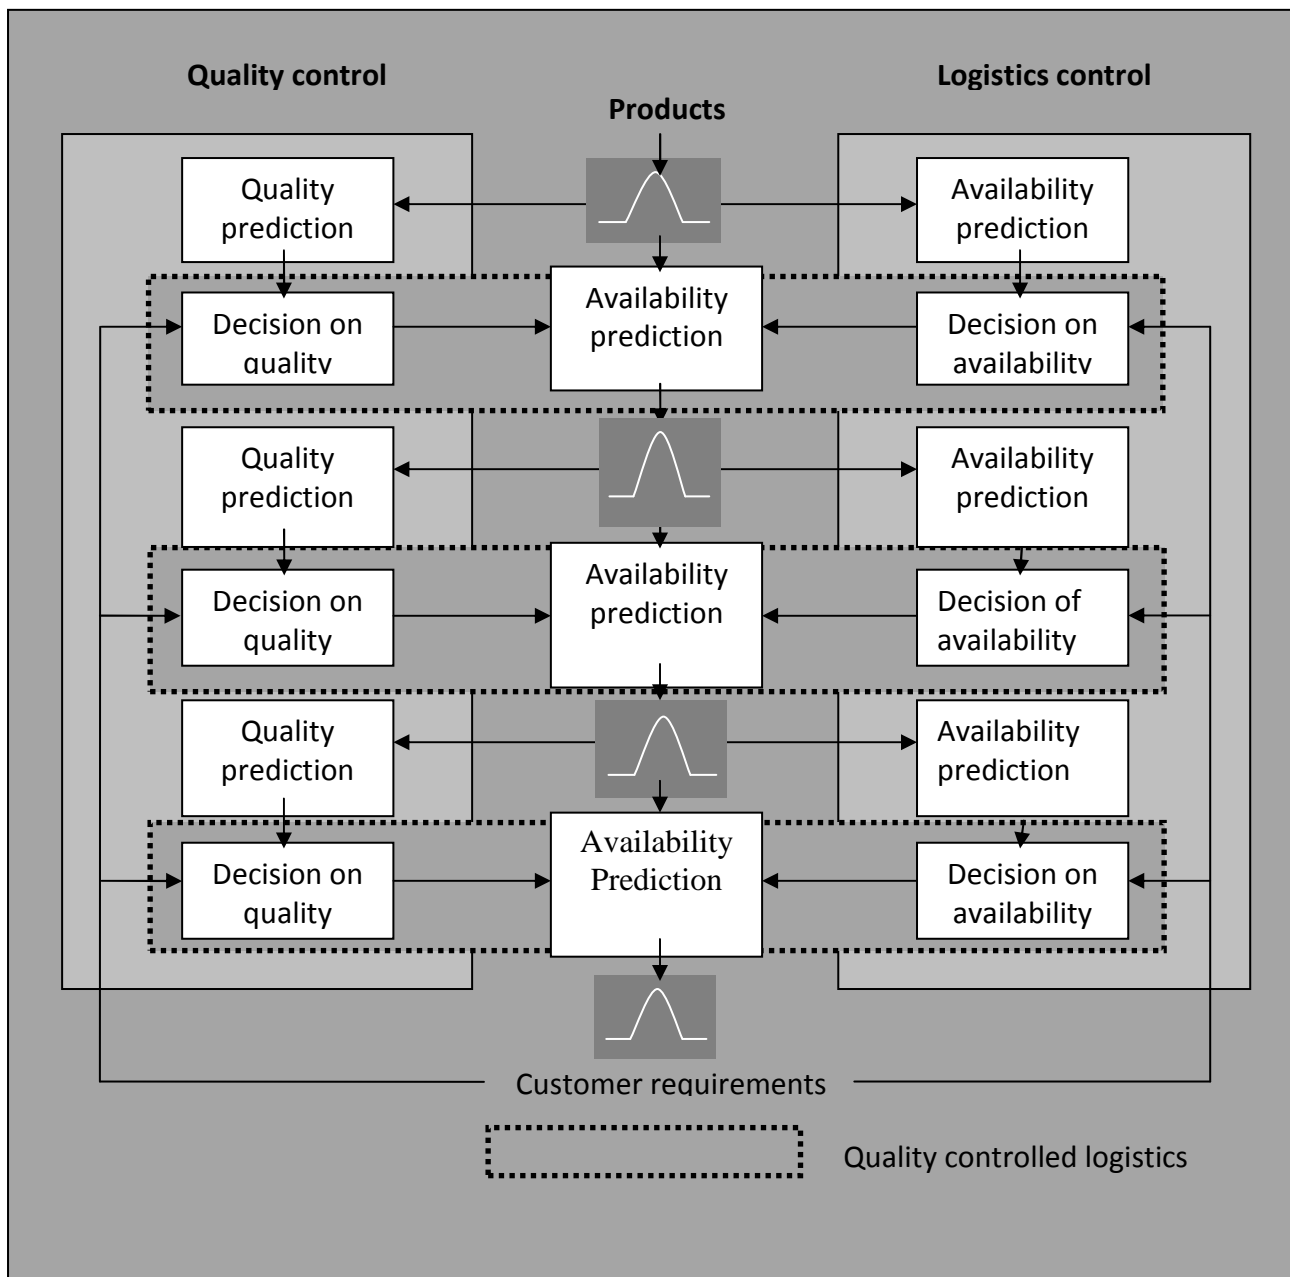 Quality control
Logistics control
Products
Quality
prediction
Availability
prediction
Decision on
quality
Availability
prediction
Decision on
availability
Quality
prediction
Availability
prediction
Decision on
quality
Availability
prediction
Decision of
availability
Quality
prediction
Availability
prediction
Decision on
quality
Availability
Prediction
Decision on
availability
Customer requirements
Quality controlled logistics